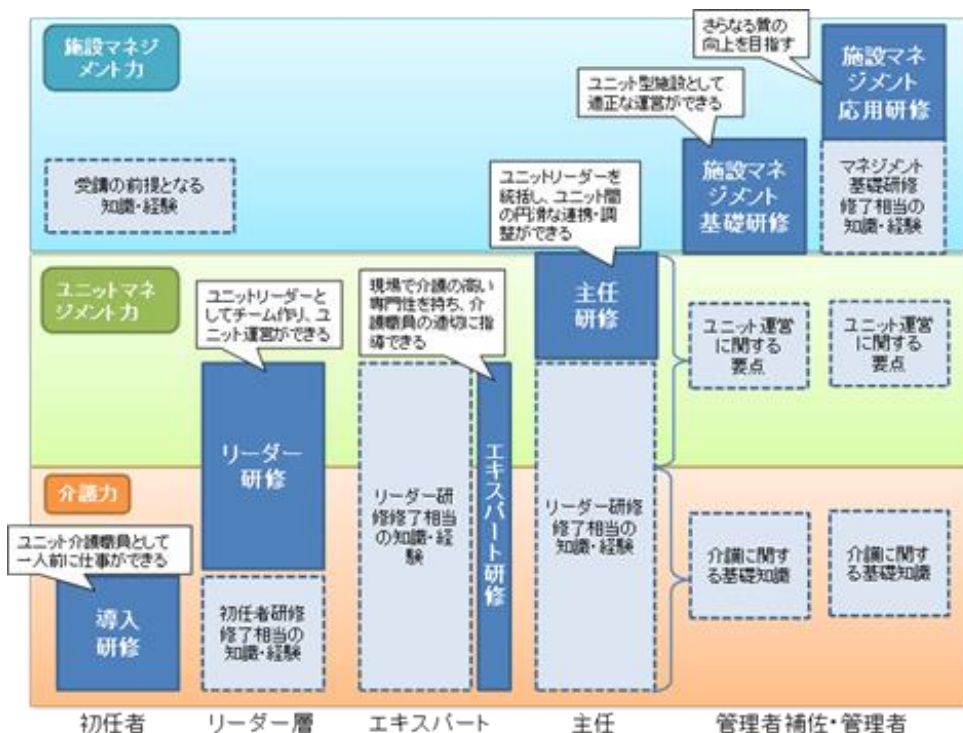 施設マネジ
メント力
さらなる質の
向上を目指す
施設マネ
ジメント
応用研修
ユニット型施設として
適正な運営ができる
施設マネ
ジメント
基礎研修
マネジメント
基礎研修
修了相当の
知識・経験
受講の前提となる
知識・経験
ユニットリーダーを
統括し、ユニット間
の円滑な連携・調
整ができる
ユニットマネ
ジメント力
ユニットリーダーと
してチーム作り、ユ
ニット運営ができる
現場で介護の高い
専門性を持ち、介
護職員の適切に指
導できる
主任
研修
ユニット運営
に関する
要点
ユニット運営
に関する
要点
リーダー
研修
エキスパート研修
介護力
リーダー研
修修了相当
の知識・経
験
リーダー研修
修了相当の
知識・経験
ユニット介護職員として
一人前に仕事ができる
介護に関す
る基礎知識
介護に関す
る基礎知識
導入
研修
初任者研修
修了相当の
知識・経験
初任者
リーダー層
エキスパート
主任
管理者補佐・管理者